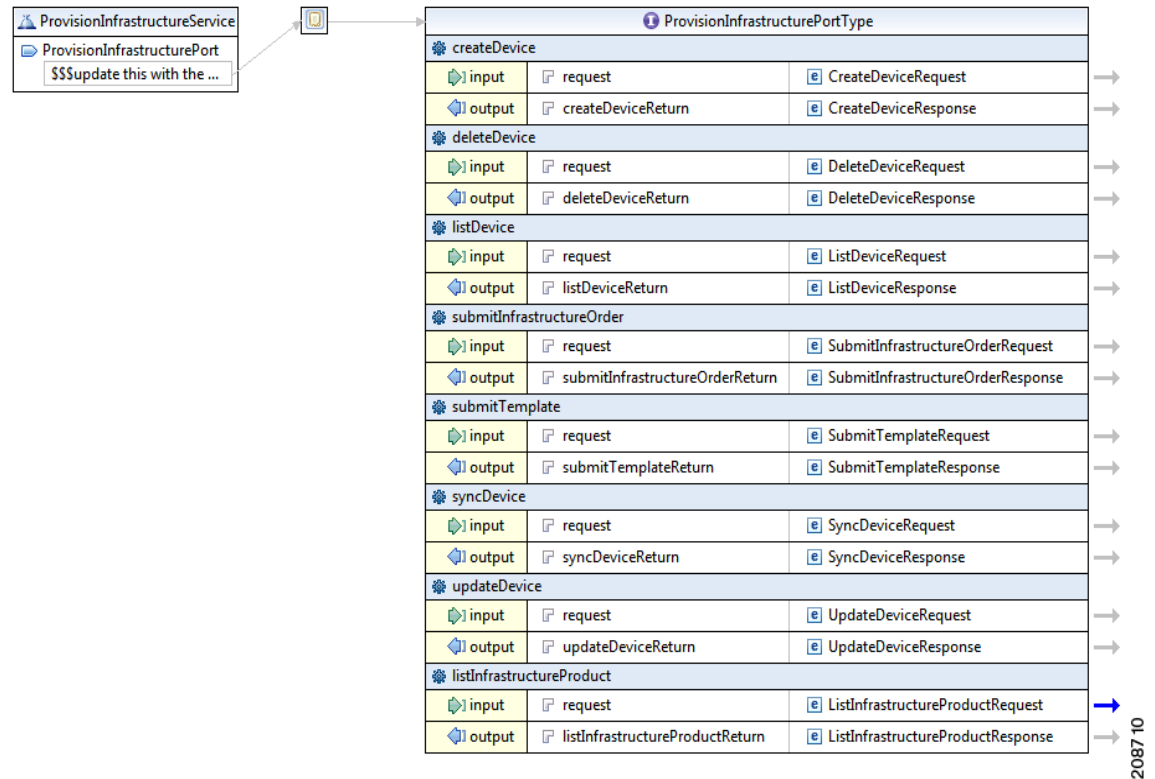 ProvisionInfrastructureService
ProvisionInfrastructurePort
$$$update this with the ...
ProvisionInfrastructurePortType
createDevice
input request CreateDeviceRequest
output createDeviceReturn CreateDeviceResponse
deleteDevice
input request DeleteDeviceRequest
output deleteDeviceReturn DeleteDeviceResponse
listDevice
input request ListDeviceRequest
output listDeviceReturn ListDeviceResponse
submitInfrastructureOrder
input request SubmitInfrastructureOrderRequest
output submitInfrastructureOrderReturn SubmitInfrastructureOrderResponse
submitTemplate
input request SubmitTemplateRequest
output submitTemplateReturn SubmitTemplateResponse
syncDevice
input request SyncDeviceRequest
output syncDeviceReturn SyncDeviceResponse
updateDevice
input request UpdateDeviceRequest
output updateDeviceReturn UpdateDeviceResponse
listInfrastructureProduct
input request ListInfrastructureProductRequest
output listInfrastructureProductReturn ListInfrastructureProductResponse
208710